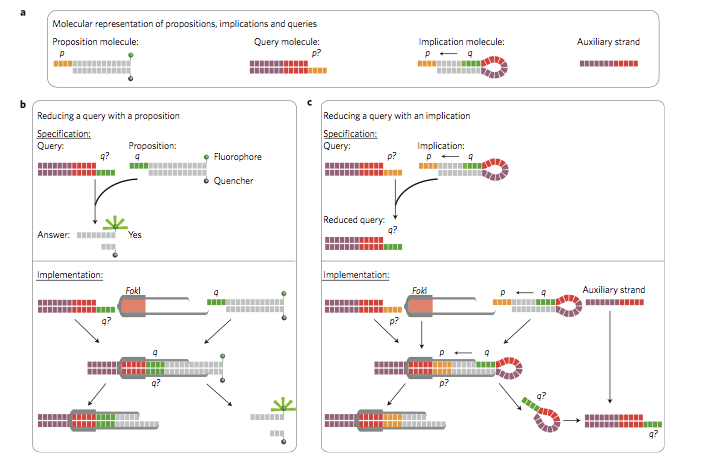 a
Molecular representation of propositions, implications and queries
Proposition molecule:
Query molecule:
Implication molecule:
Auxiliary strand
p
p?
p ← q
b
Reducing a query with a proposition
Specification:
Query:
Proposition:
q?
q
Fluorophore
Quencher
Answer:
Yes
Implementation:
FokI
q
q?
q
q?
c
Reducing a query with an implication
Specification:
Query:
Implication:
p?
p ← q
Reduced query:
q?
Implementation:
FokI
p ← q
Auxiliary strand
p?
p ← q
p?
q?
q?